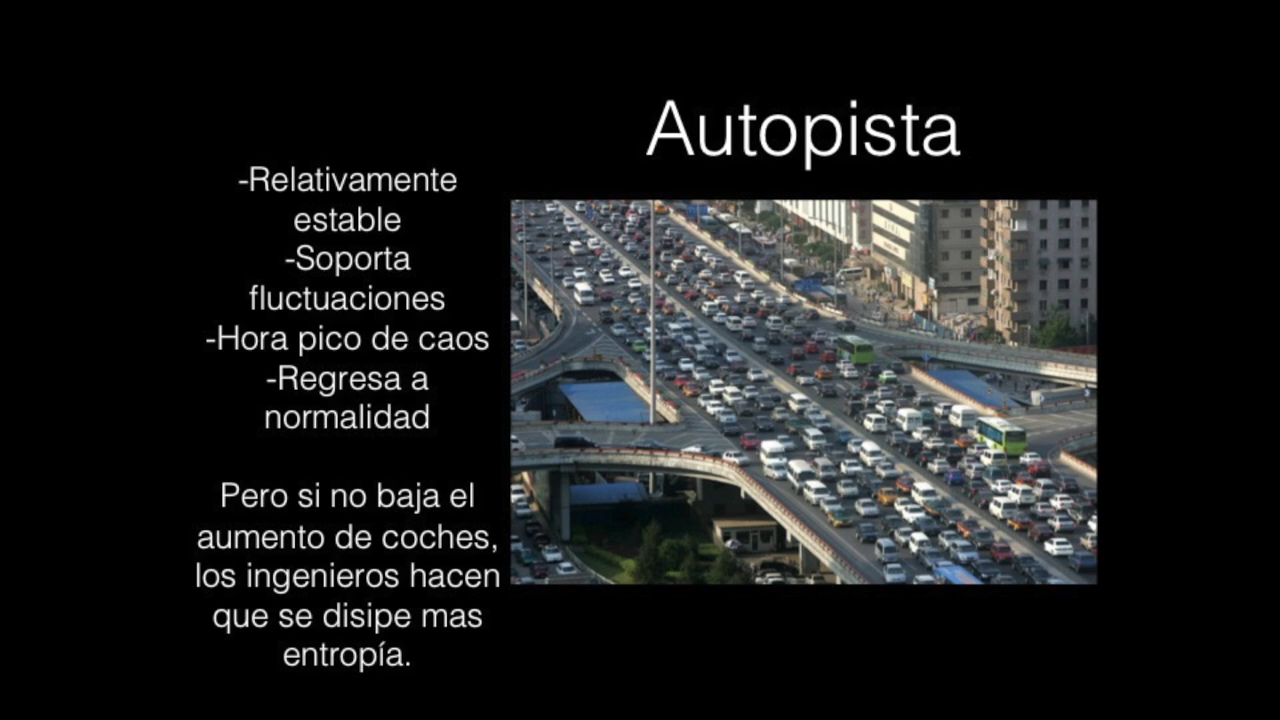 Autopista
-Relativamente
estable
-Soporta
fluctuaciones
-Hora pico de caos
-Regresa a
normalidad
Pero si no baja el
aumento de coches,
los ingenieros hacen
que se disipe mas
entropía.